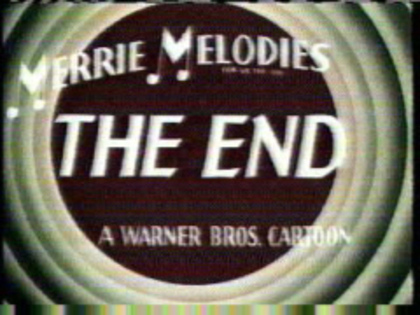 MERRIE MELODIES
THE END
A WARNER BROS. CARTOON